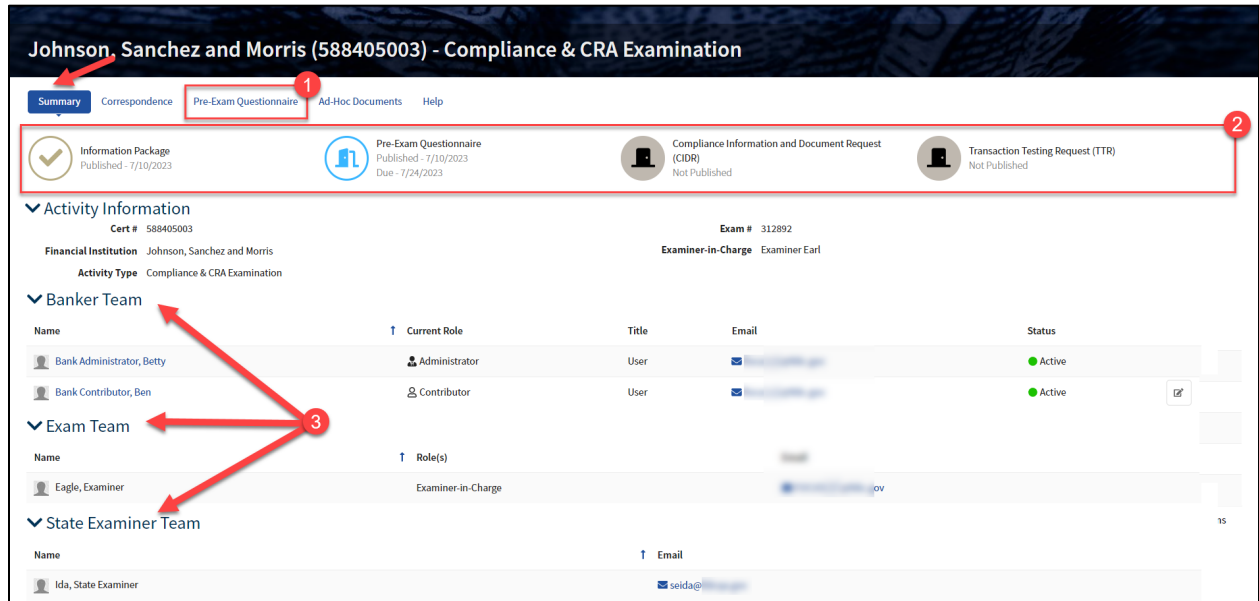 Johnson, Sanchez and Morris (588405003) - Compliance & CRA Examination
1
Summary Correspondence Pre-Exam Questionnaire Ad-Hoc Documents Help
2
Information Package
Published - 7/10/2023
Pre-Exam Questionnaire
Published - 7/10/2023
Due - 7/24/2023
Compliance Information and Document Request
(CIDR)
Not Published
Transaction Testing Request (TTR)
Not Published
Activity Information
Cert # 588405003 Exam # 312892
Financial Institution Johnson, Sanchez and Morris Examiner-in-Charge Examiner Earl
Activity Type Compliance & CRA Examination
Banker Team
Name Current Role Title Email Status
Bank Administrator, Betty Administrator User Active
Bank Contributor, Ben Contributor User Active
3
Exam Team
Name Role(s)
Eagle, Examiner Examiner-in-Charge ov
State Examiner Team
ns
Name Email
Ida, State Examiner seida@